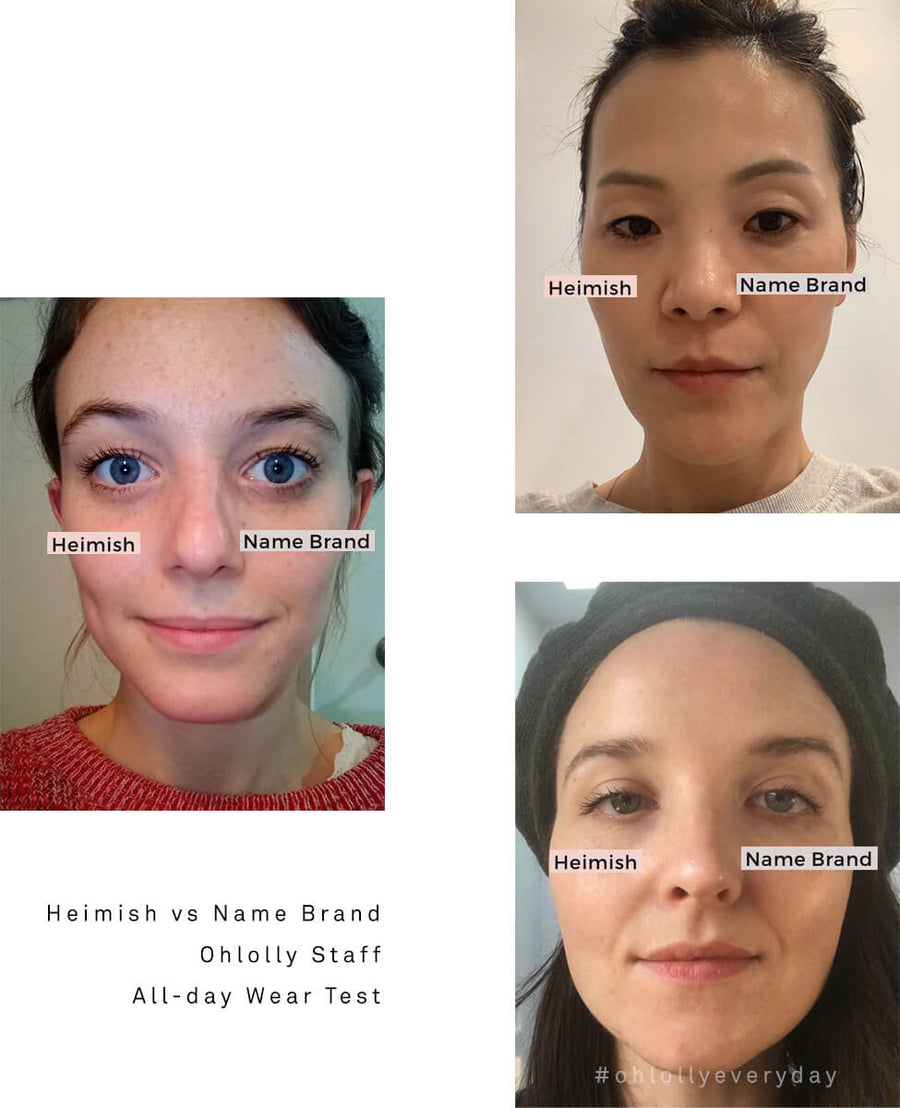 Heimish
Name Brand
Heimish
Name Brand
Heimish
Name Brand
Heimish vs Name Brand
Ohlolly Staff
All-day Wear Test
#ohlollyeveryday